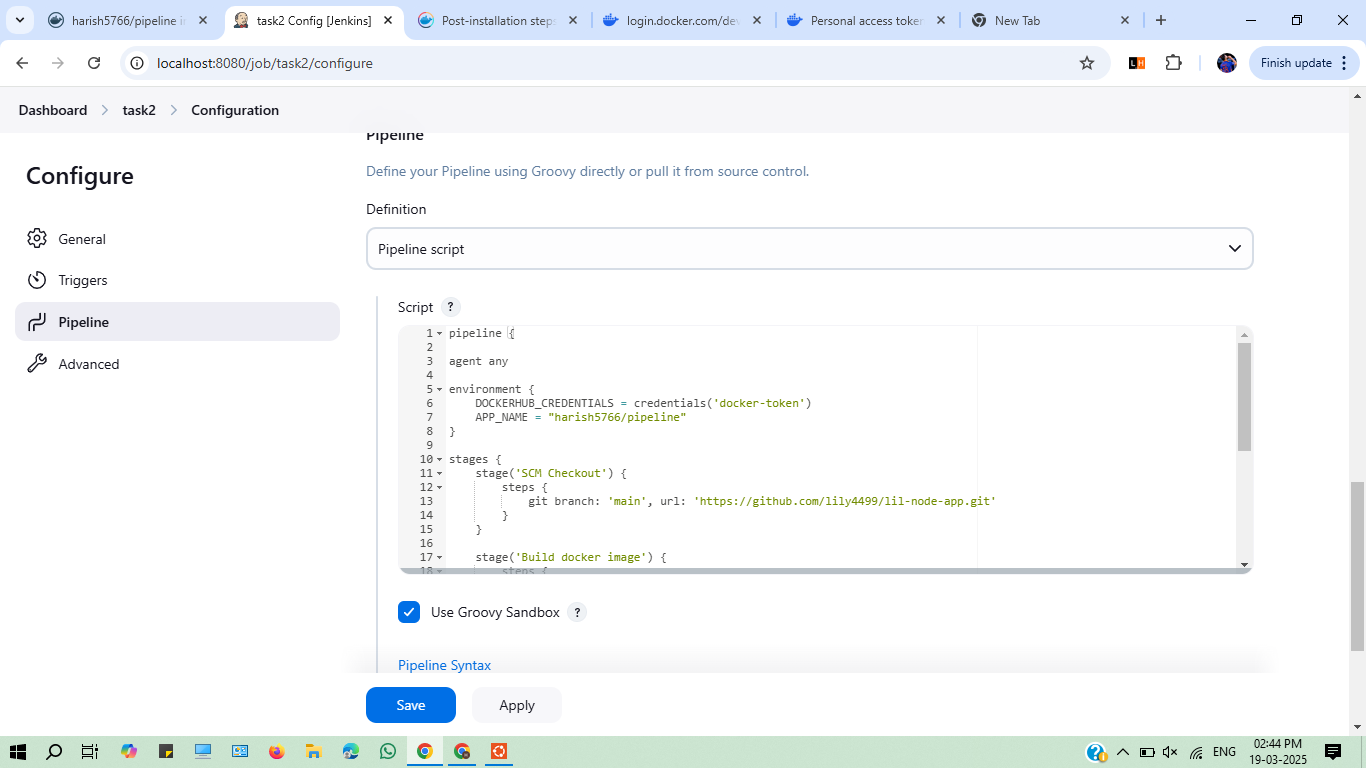 harish5766/pipeline i
task2 Config [Jenkins]
Post-installation step
login.docker.com/de
Personal access toke
New Tab
localhost:8080/job/task2/configure
LH
Finish update
Dashboard
task2
Configuration
Configure
General
Triggers
Pipeline
Advanced
Pipeline
Define your Pipeline using Groovy directly or pull it from source control.
Definition
Pipeline script
Script ?
1 pipeline {
2
3 agent any
4
5 environment {
6 DOCKERHUB_CREDENTIALS = credentials('docker-token')
7 APP_NAME = "harish5766/pipeline"
8 }
9
10 stages {
11 stage('SCM Checkout') {
12 steps {
13 git branch: 'main', url: 'https://github.com/lily4499/lil-node-app.git'
14 }
15 }
16
17 stage('Build docker image') {
18 steps {
Use Groovy Sandbox ?
Pipeline Syntax
Save
Apply
ENG
02:44 PM
19-03-2025